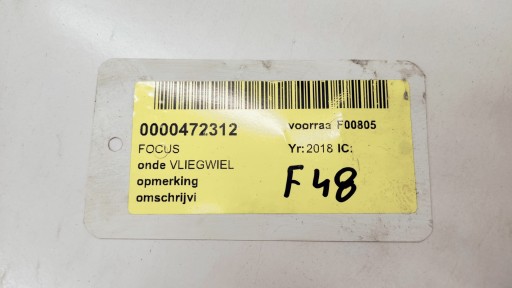 0000472312 voorraa F00805
FOCUS Yr: 2018 IC:
onde VLIEGWIEL
opmerking F48
omschrijvi